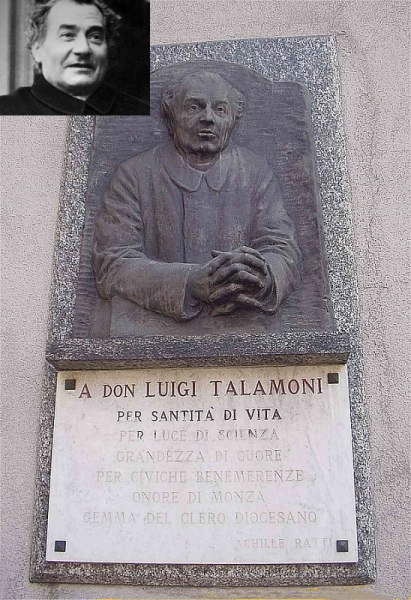 A DON LUIGI TALAMONI
PER SANTITÀ DI VITA
PER LUCE DI SCIENZA
GRANDEZZA DI CUORE
PER CIVICHE BENEMERENZE
ONORE DI MONZA
GEMMA DEL CLERO DIOCESANO
ACHILLE RATTI